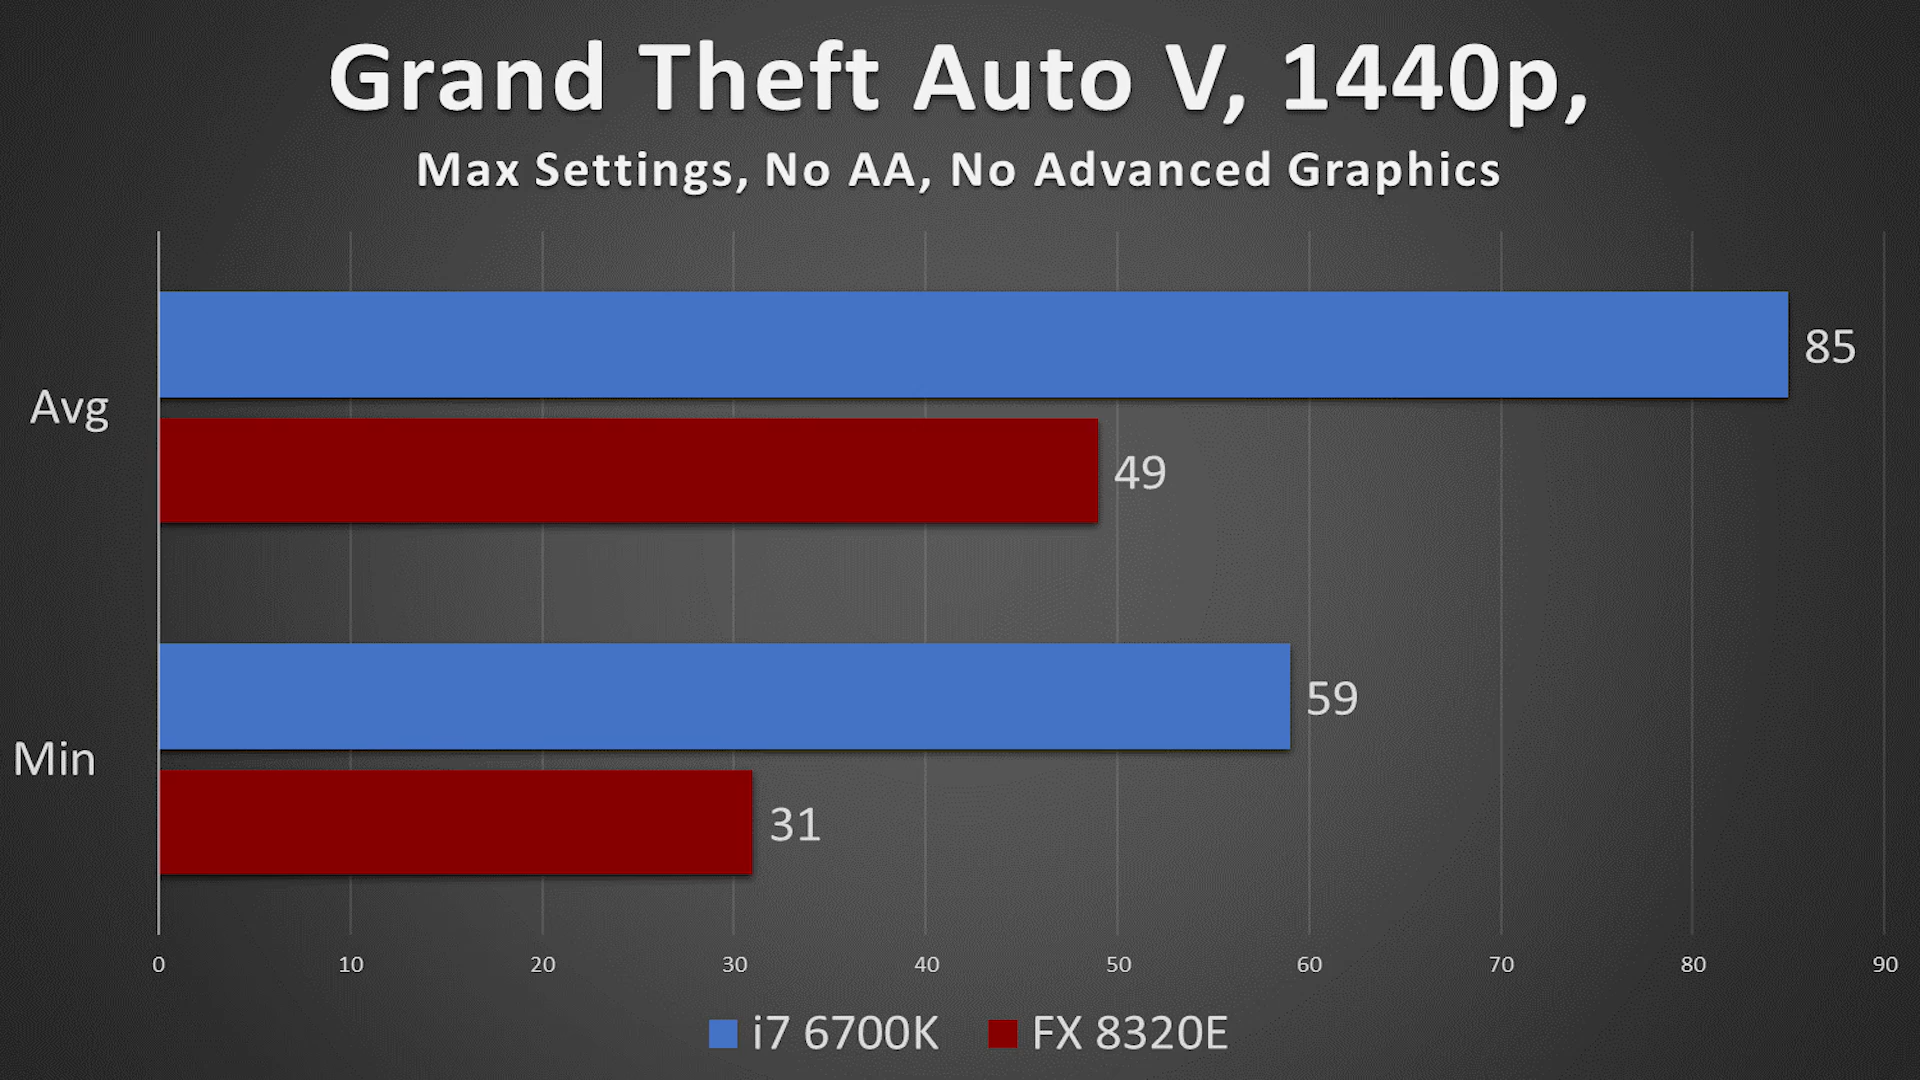 Grand Theft Auto V, 1440p,
Max Settings, No AA, No Advanced Graphics
85
Avg
49
59
Min
31
0 10 20 30 40 50 60 70 80 90
i7 6700K FX 8320E